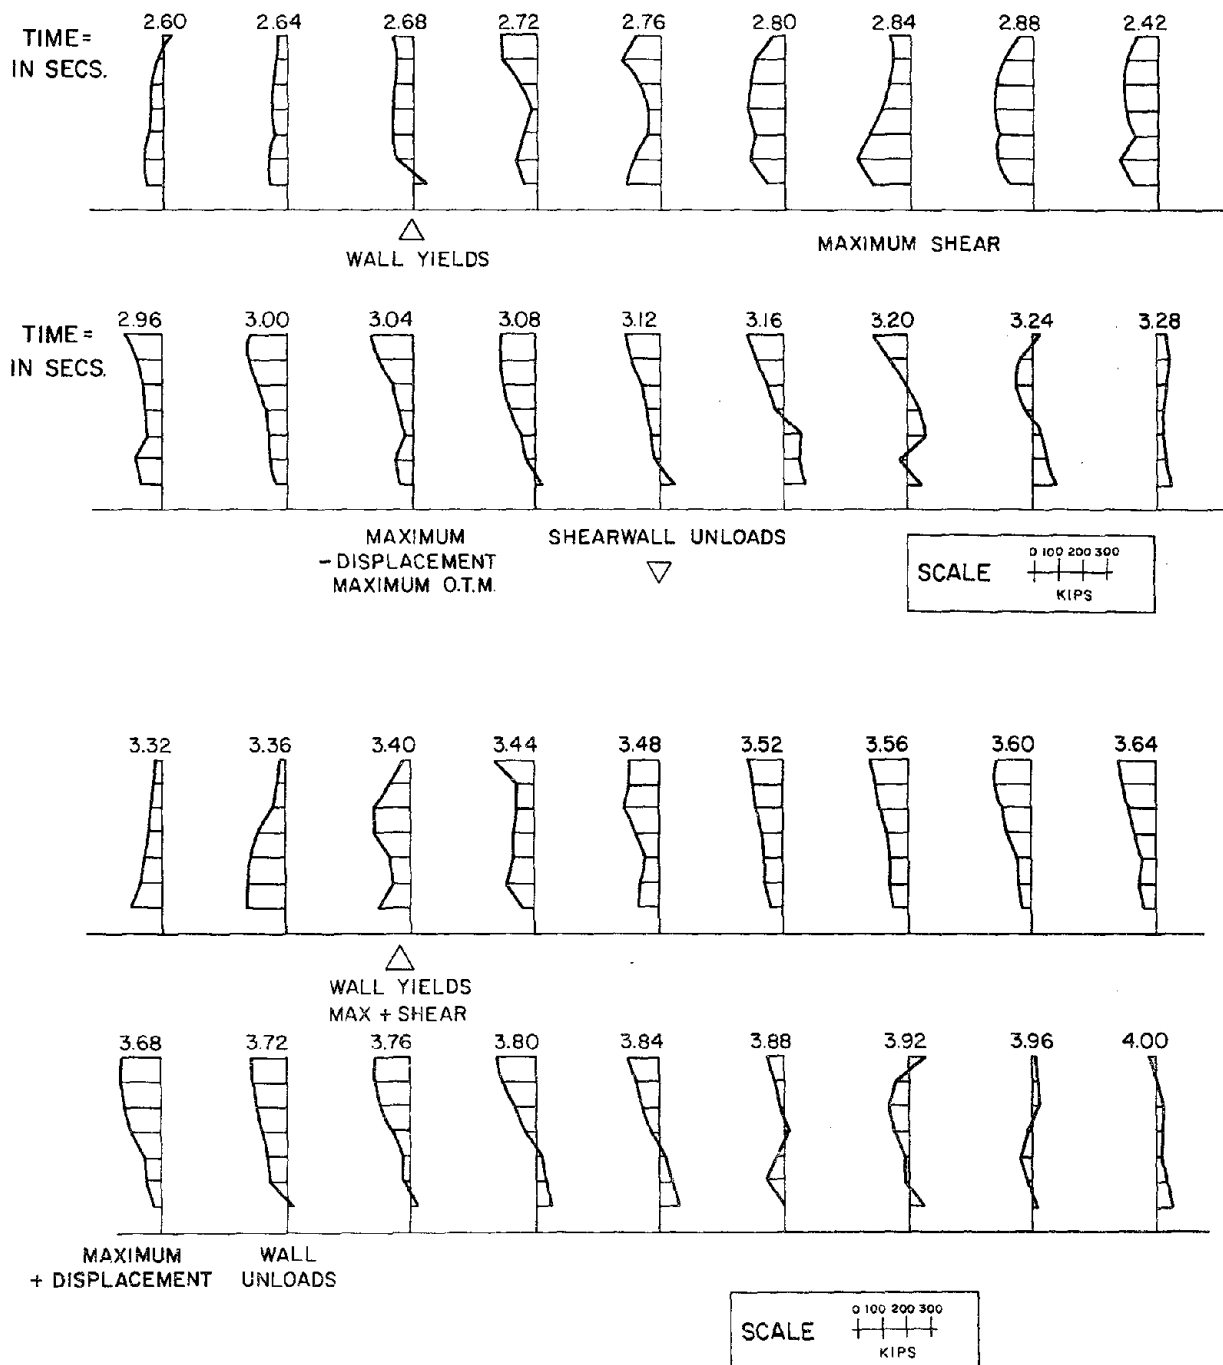 TIME= 2.60 2.64 2.68 2.72 2.76 2.80 2.84 2.88 2.42
IN SECS.
WALL YIELDS
MAXIMUM SHEAR
TIME= 2.96 3.00 3.04 3.08 3.12 3.16 3.20 3.24 3.28
IN SECS.
MAXIMUM
-DISPLACEMENT
MAXIMUM O.T.M.
SHEARWALL UNLOADS
0 100 200 300
SCALE
KIPS
3.32 3.36 3.40 3.44 3.48 3.52 3.56 3.60 3.64
WALL YIELDS
MAX + SHEAR
3.68 3.72 3.76 3.80 3.84 3.88 3.92 3.96 4.00
MAXIMUM
+ DISPLACEMENT
WALL
UNLOADS
0 100 200 300
SCALE
KIPS